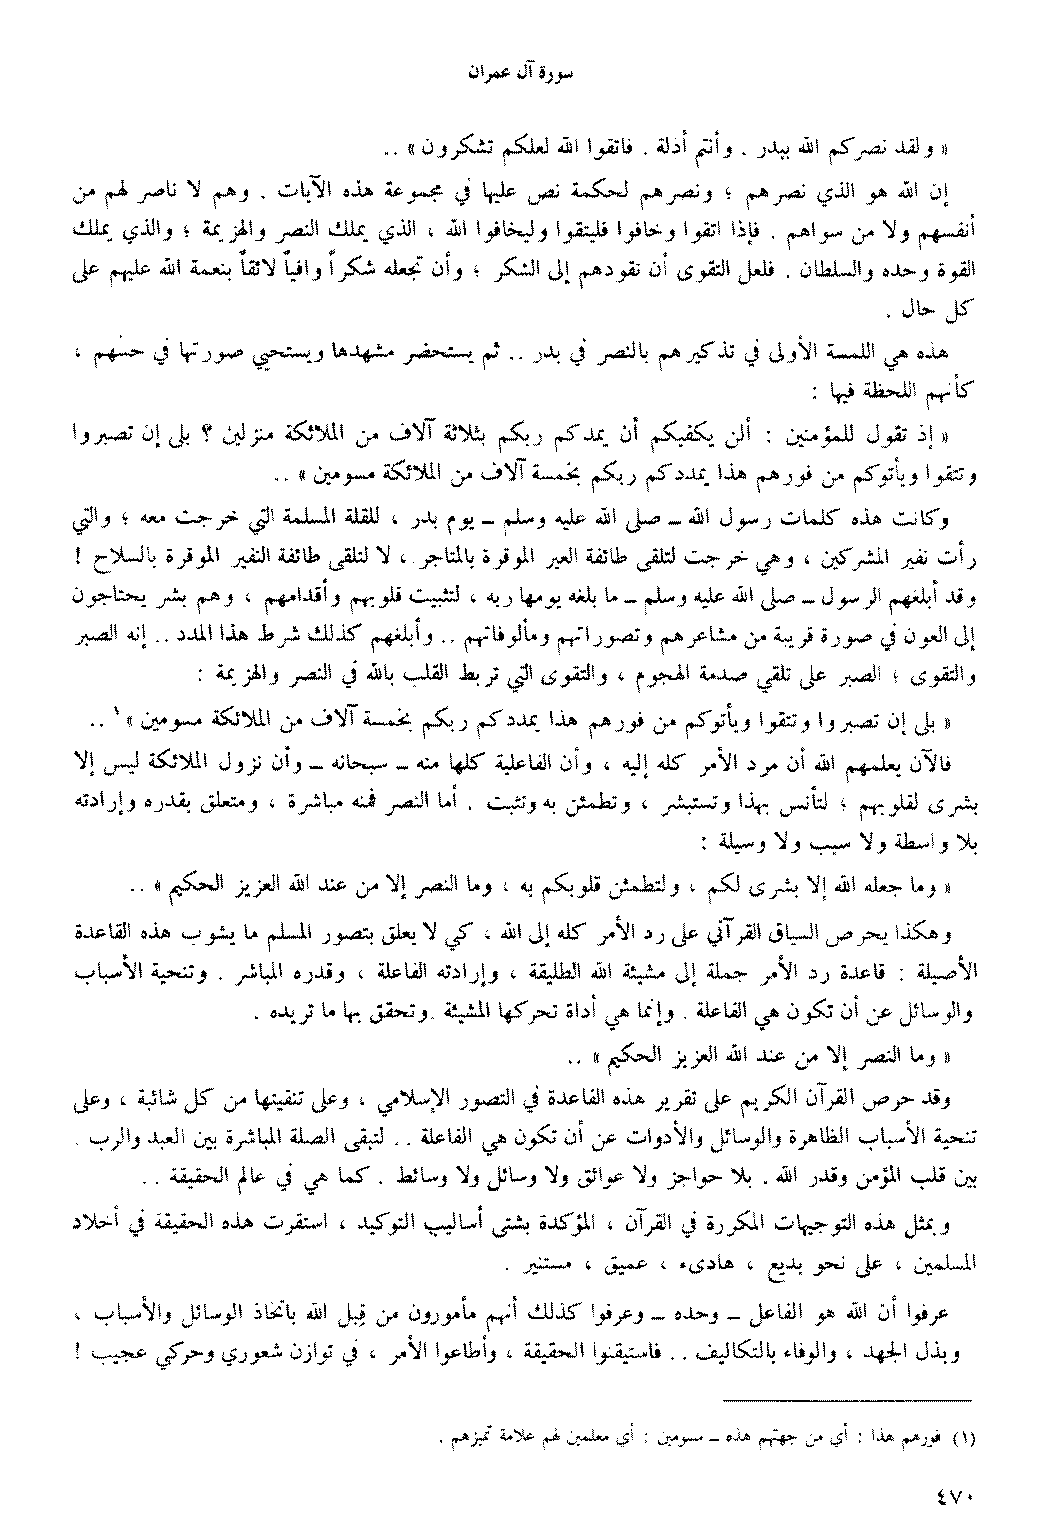 سورة آل عمران
« ولقد نصركم الله ببدر . وأنتم أذلة . فاتقوا الله لعلكم تشكرون » ..
إن الله هو الذي نصرهم ؛ ونصرهم لحكمة نص عليها في مجموعة هذه الآيات . وهم لا ناصر لهم من
أنفسهم ولا من سواهم . فإذا اتقوا وخافوا فليتقوا وليخافوا الله ، الذي يملك النصر والهزيمة ؛ والذي يملك
القوة وحده والسلطان . فلعل التقوى أن تقودهم إلى الشكر ؛ وأن تجعله شكراً وافياً لائقاً بنعمة الله عليهم على
كل حال .
هذه هي اللمسة الأولى في تذكيرهم بالنصر في بدر .. ثم يستحضر مشهدها ويستحيي صورتها في حسهم ،
كأنهم اللحظة فيها :
« إذ تقول للمؤمنين : ألن يكفيكم أن يمدكم ربكم بثلاثة آلاف من الملائكة منزلين ؟ بلى إن تصبروا
وتتقوا ويأتوكم من فورهم هذا يمددكم ربكم بخمسة آلاف من الملائكة مسومين » ..
وكانت هذه كلمات رسول الله ــ صلى الله عليه وسلم ــ يوم بدر ، للقلة المسلمة التي خرجت معه ؛ والتي
رأت نفير المشركين ، وهي خرجت لتلقى طائفة العير الموقرة بالمتاجر ، لا لتلقى طائفة النفير الموقرة بالسلاح !
وقد أبلغهم الرسول ــ صلى الله عليه وسلم ــ ما بلغه يومها ربه ، لتثبيت قلوبهم وأقدامهم ، وهم بشر يحتاجون
إلى العون في صورة قريبة من مشاعرهم وتصوراتهم ومألوفاتهم .. وأبلغهم كذلك شرط هذا المدد .. إنه الصبر
والتقوى ؛ الصبر على تلقي صدمة الهجوم ، والتقوى التي تربط القلب بالله في النصر والهزيمة :
« بلى إن تصبروا وتتقوا ويأتوكم من فورهم هذا يمددكم ربكم بخمسة آلاف من الملائكة مسومين »¹ ..
فالآن يعلمهم الله أن مرد الأمر كله إليه ، وأن الفاعلية كلها منه ــ سبحانه ــ وأن نزول الملائكة ليس إلا
بشرى لقلوبهم ؛ لتأنس بهذا وتستبشر ، وتطمئن به وتثبت . أما النصر فمنه مباشرة ، ومتعلق بقدره وإرادته
بلا واسطة ولا سبب ولا وسيلة :
« وما جعله الله إلا بشرى لكم ، ولتطمئن قلوبكم به ، وما النصر إلا من عند الله العزيز الحكيم » ..
وهكذا يحرص السياق القرآني على رد الأمر كله إلى الله ، كي لا يعلق بتصور المسلم ما يشوب هذه القاعدة
الأصيلة : قاعدة رد الأمر جملة إلى مشيئة الله الطليقة ، وإرادته الفاعلة ، وقدره المباشر . وتنحية الأسباب
والوسائل عن أن تكون هي الفاعلة . وإنما هي أداة تحركها المشيئة . وتحقق بها ما تريده .
« وما النصر إلا من عند الله العزيز الحكيم » ..
وقد حرص القرآن الكريم على تقرير هذه القاعدة في التصور الإسلامي ، وعلى تنقيتها من كل شائبة ، وعلى
تنحية الأسباب الظاهرة والوسائل والأدوات عن أن تكون هي الفاعلة .. لتبقى الصلة المباشرة بين العبد والرب .
بين قلب المؤمن وقدر الله . بلا حواجز ولا عوائق ولا وسائل ولا وسائط . كما هي في عالم الحقيقة ..
وبمثل هذه التوجيهات المكررة في القرآن ، المؤكدة بشتى أساليب التوكيد ، استقرت هذه الحقيقة في أخلاد
المسلمين ، على نحو بديع ، هادىء ، عميق ، مستنير .
عرفوا أن الله هو الفاعل ــ وحده ــ وعرفوا كذلك أنهم مأمورون من قِبل الله باتخاذ الوسائل والأسباب ،
وبذل الجهد ، والوفاء بالتكاليف .. فاستيقنوا الحقيقة ، وأطاعوا الأمر ، في توازن شعوري وحركي عجيب !
(١) فورهم هذا : أي من جهتهم هذه ــ مسومين : أي معلمين لهم علامة تميزهم .
٤٧٠